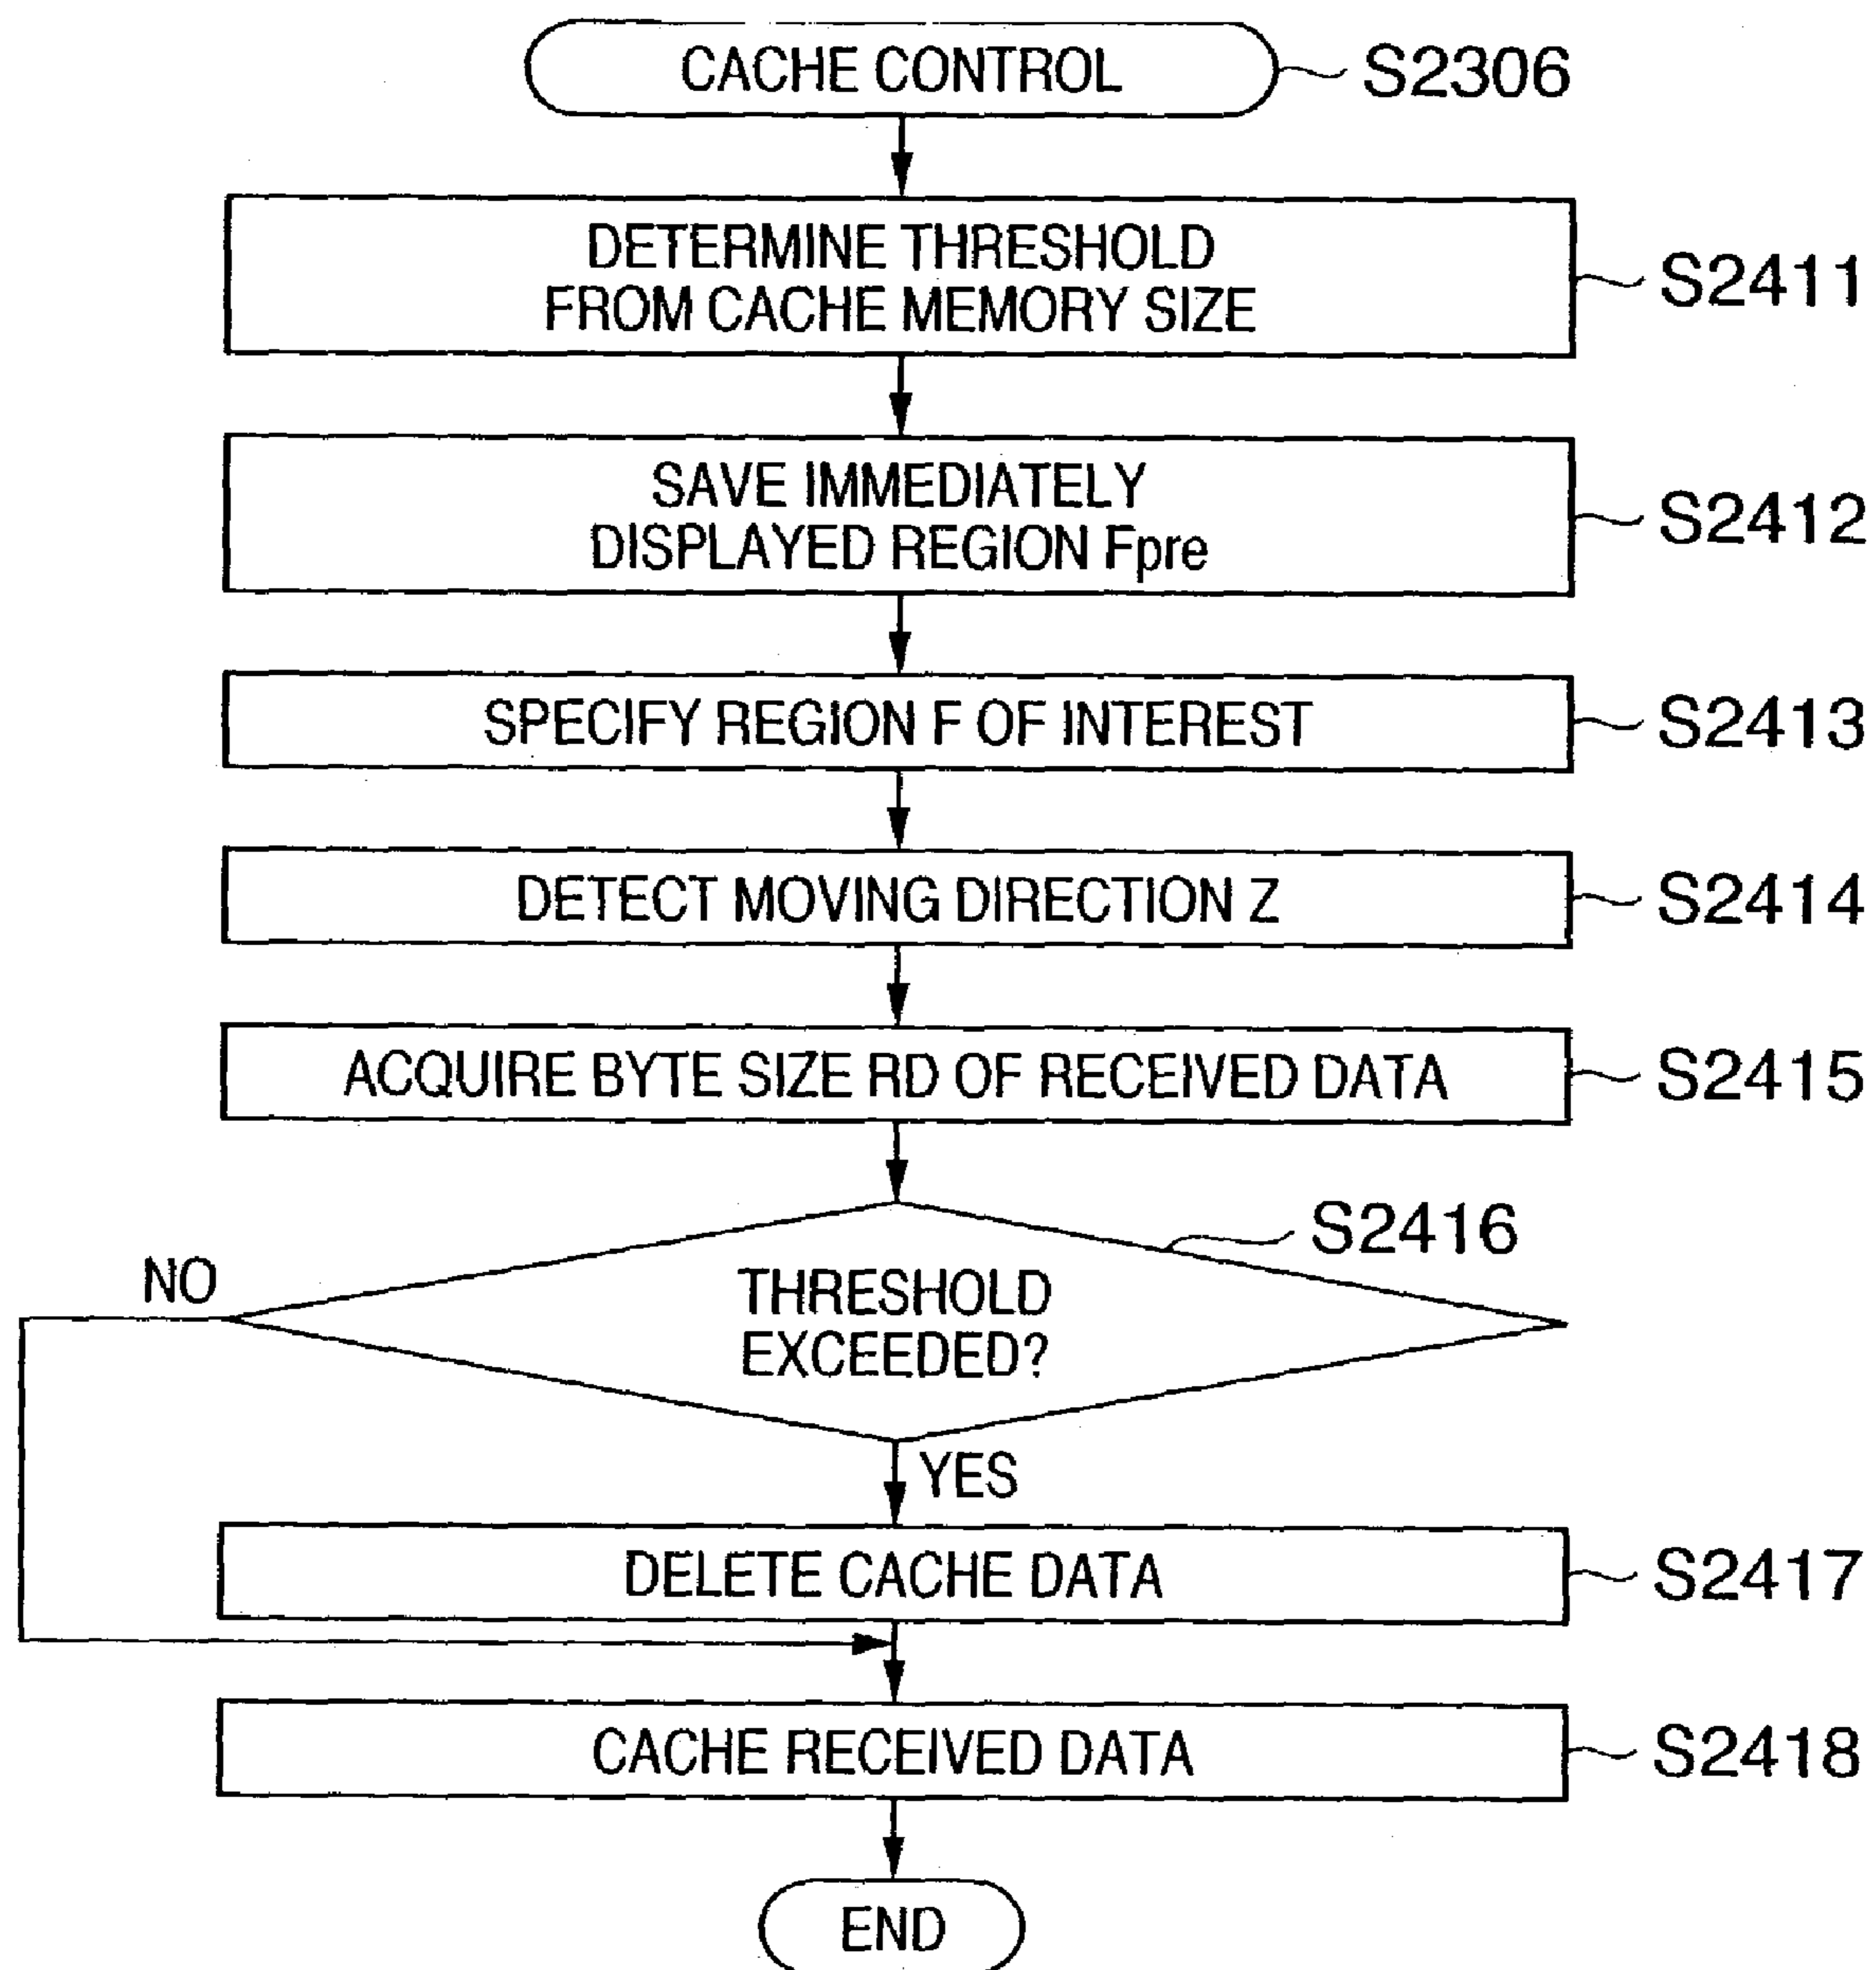 CACHE CONTROL
S2306
DETERMINE THRESHOLD
FROM CACHE MEMORY SIZE
S2411
SAVE IMMEDIATELY
DISPLAYED REGION Fpre
S2412
SPECIFY REGION F OF INTEREST
S2413
DETECT MOVING DIRECTION Z
S2414
ACQUIRE BYTE SIZE RD OF RECEIVED DATA
S2415
S2416
NO
THRESHOLD
EXCEEDED?
YES
DELETE CACHE DATA
S2417
CACHE RECEIVED DATA
S2418
END